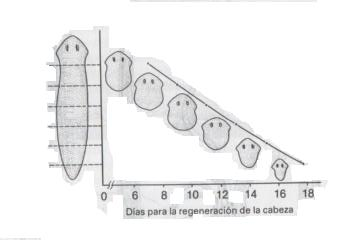 0 6 8 10 12 14 16 18
Días para la regeneración de la cabeza